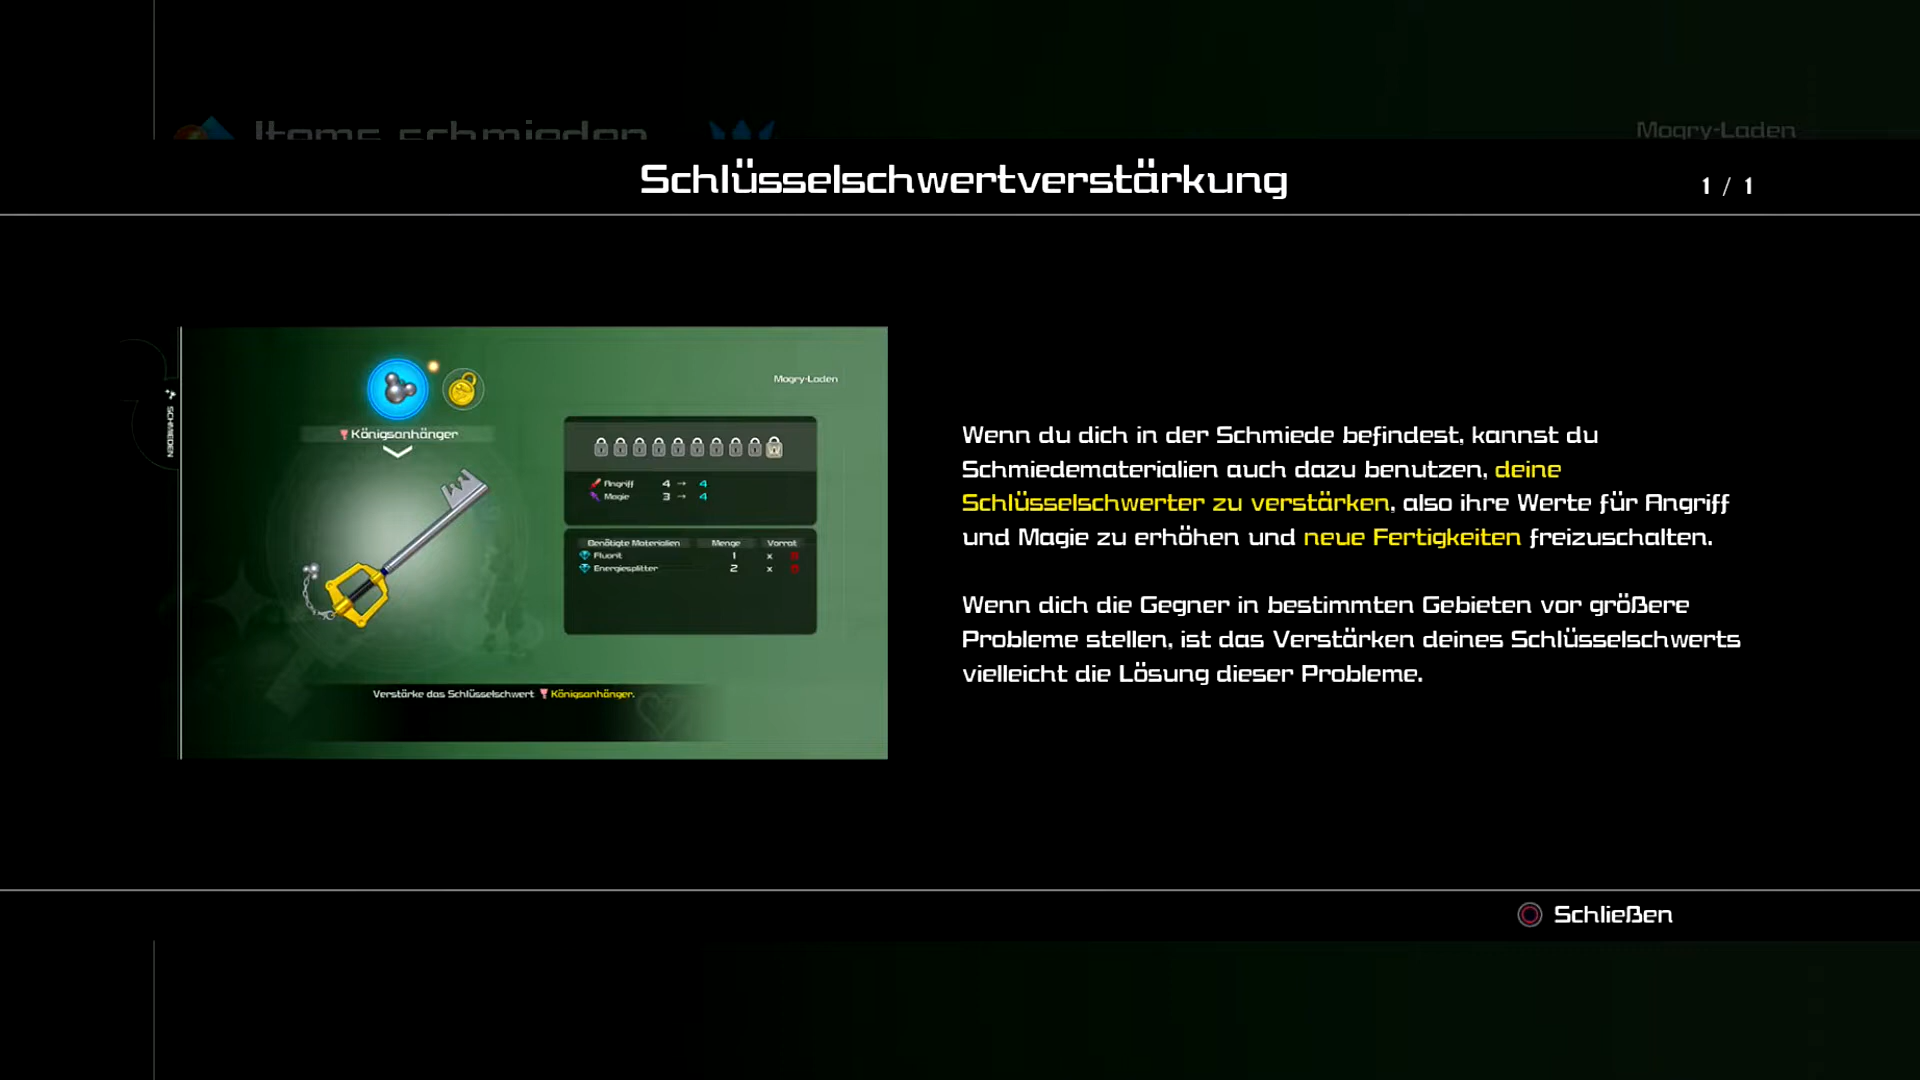 Items schmieden
Mogry-Laden
Schlüsselschwertverstärkung
1 / 1
SCHMIEDEN
Mogry-Laden
Königsanhänger
Angriff 4 → 4
Magie 3 → 4
Benötigte Materialien Menge Vorrat
Fluorit 1 x 0
Energiesplitter 2 x 0
Verstärke das Schlüsselschwert Königsanhänger.
Wenn du dich in der Schmiede befindest, kannst du
Schmiedematerialien auch dazu benutzen, deine
Schlüsselschwerter zu verstärken, also ihre Werte für Angriff
und Magie zu erhöhen und neue Fertigkeiten freizuschalten.
Wenn dich die Gegner in bestimmten Gebieten vor größere
Probleme stellen, ist das Verstärken deines Schlüsselschwerts
vielleicht die Lösung dieser Probleme.
Schließen